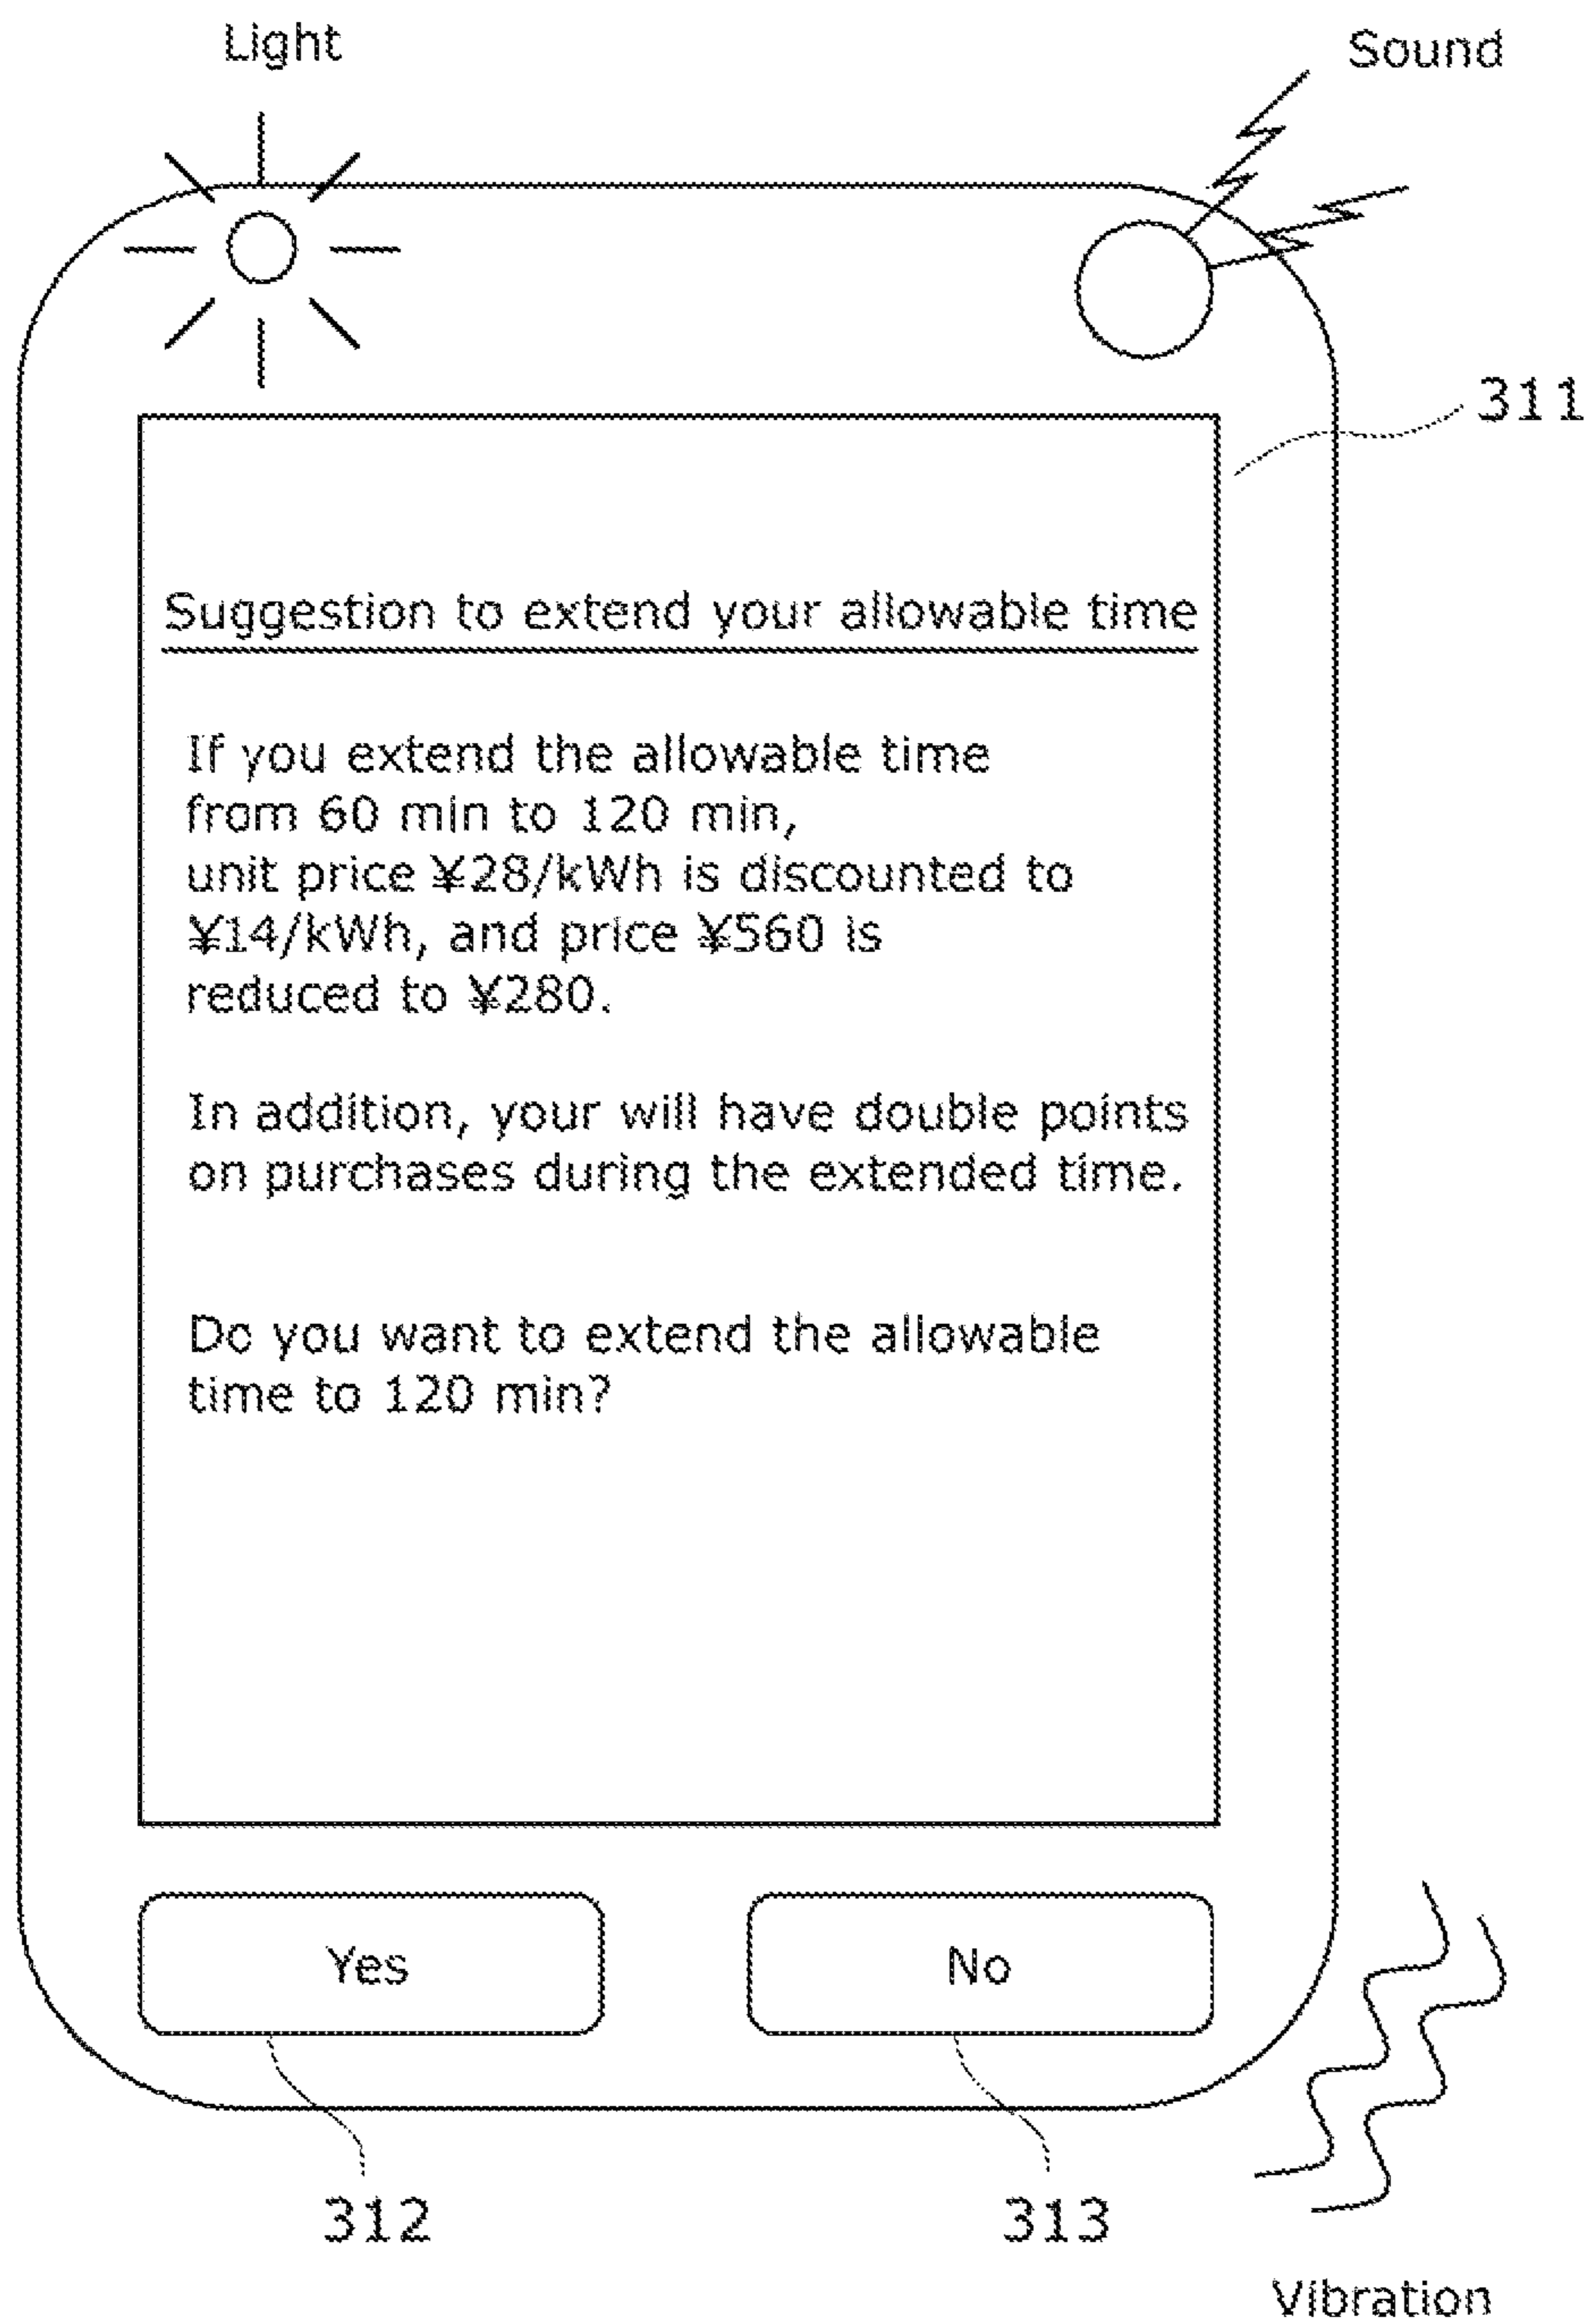 Light
Sound
311
Suggestion to extend your allowable time
If you extend the allowable time
from 60 min to 120 min,
unit price ¥28/kWh is discounted to
¥14/kWh, and price ¥560 is
reduced to ¥280.
In addition, your will have double points
on purchases during the extended time.
Do you want to extend the allowable
time to 120 min?
Yes
No
312
313
Vibration